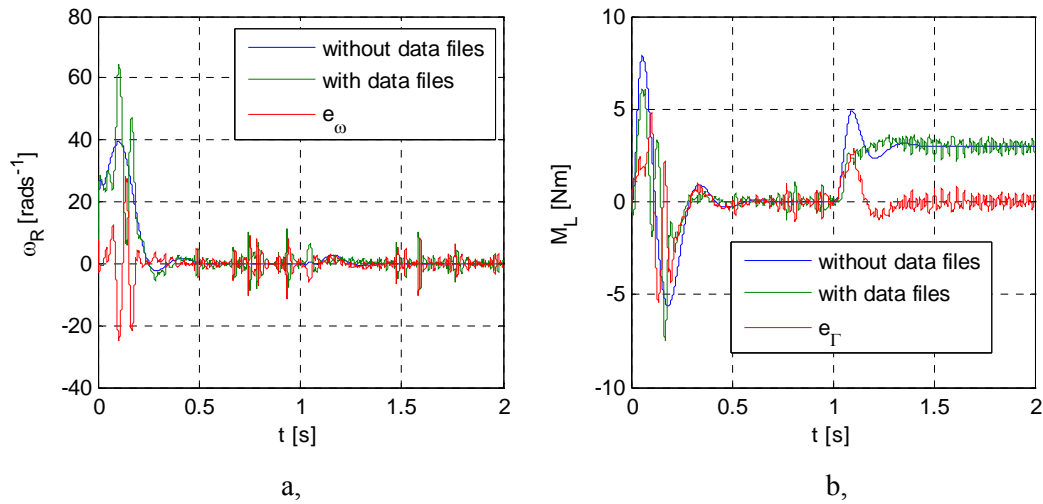 80
60
40
20
0
-20
-40
0
0.5
1
1.5
2
ω_R [rads^-1]
t [s]
without data files
with data files
e_ω
a,
10
5
0
-5
-10
0
0.5
1
1.5
2
M_L [Nm]
t [s]
without data files
with data files
e_Γ
b,